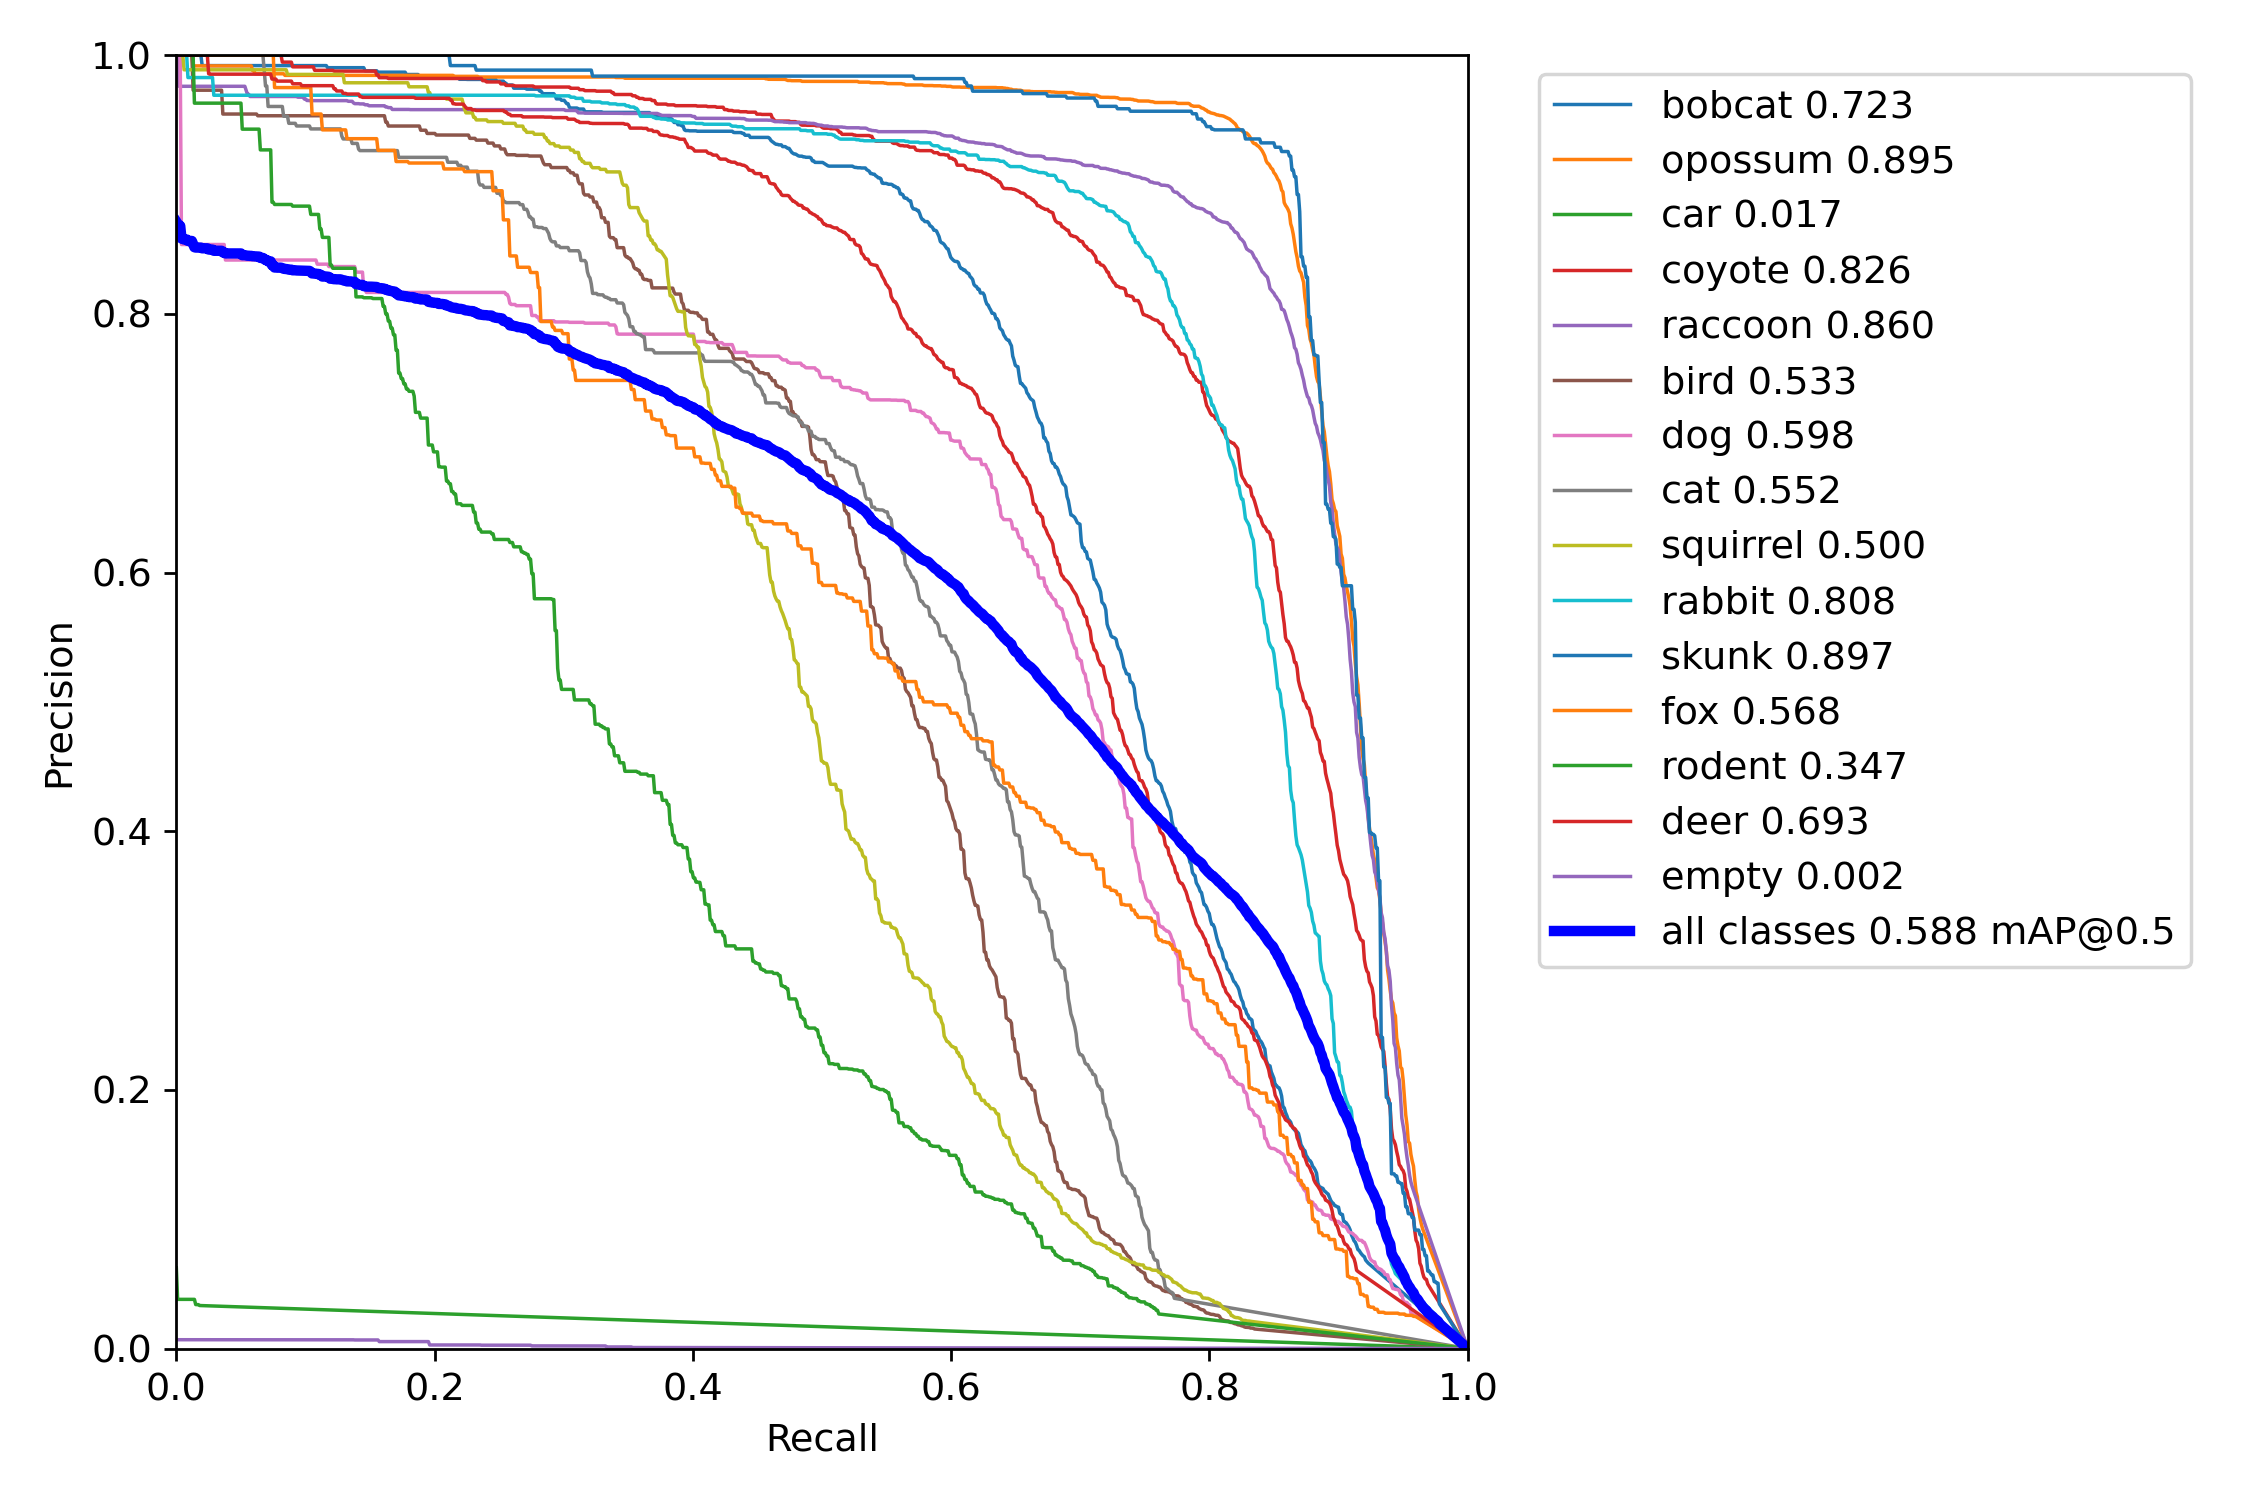 1.0
0.8
0.6
0.4
0.2
0.0
Precision
0.0 0.2 0.4 0.6 0.8 1.0
Recall
bobcat 0.723
opossum 0.895
car 0.017
coyote 0.826
raccoon 0.860
bird 0.533
dog 0.598
cat 0.552
squirrel 0.500
rabbit 0.808
skunk 0.897
fox 0.568
rodent 0.347
deer 0.693
empty 0.002
all classes 0.588 mAP@0.5